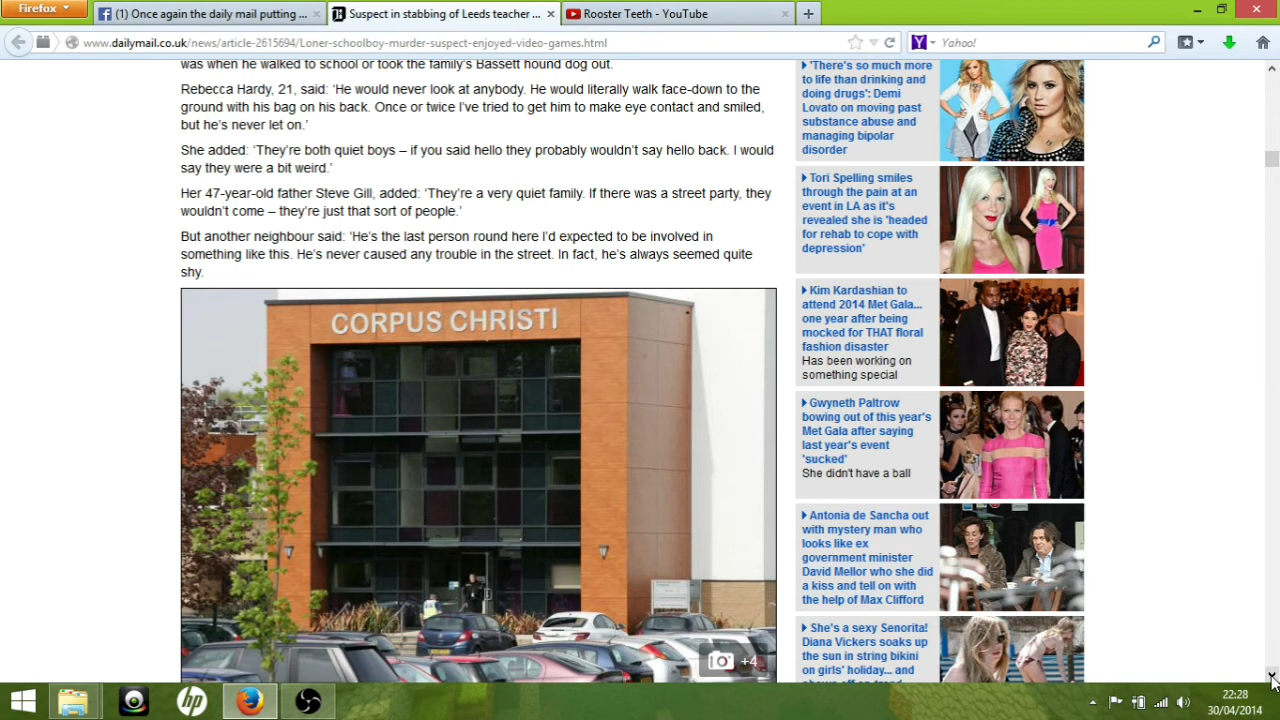 Firefox
(1) Once again the daily mail putting ...
Suspect in stabbing of Leeds teacher ...
Rooster Teeth - YouTube
www.dailymail.co.uk/news/article-2615694/Loner-schoolboy-murder-suspect-enjoyed-video-games.html
Yahoo!
was when he walked to school or took the family's Bassett hound dog out.
Rebecca Hardy, 21, said: ‘He would never look at anybody. He would literally walk face-down to the
ground with his bag on his back. Once or twice I’ve tried to get him to make eye contact and smiled,
but he’s never let on.’
She added: ‘They’re both quiet boys – if you said hello they probably wouldn’t say hello back. I would
say they were a bit weird.’
Her 47-year-old father Steve Gill, added: ‘They’re a very quiet family. If there was a street party, they
wouldn’t come – they’re just that sort of people.’
But another neighbour said: ‘He’s the last person round here I’d expected to be involved in
something like this. He’s never caused any trouble in the street. In fact, he’s always seemed quite
shy.
CORPUS CHRISTI
+4
'There's so much more
to life than drinking and
doing drugs': Demi
Lovato on moving past
substance abuse and
managing bipolar
disorder
Tori Spelling smiles
through the pain at an
event in LA as it's
revealed she is 'headed
for rehab to cope with
depression'
Kim Kardashian to
attend 2014 Met Gala...
one year after being
mocked for THAT floral
fashion disaster
Has been working on
something special
Gwyneth Paltrow
bowing out of this year's
Met Gala after saying
last year's event
'sucked'
She didn't have a ball
Antonia de Sancha out
with mystery man who
looks like ex
government minister
David Mellor who she did
a kiss and tell on with
the help of Max Clifford
She's a sexy Senorita!
Diana Vickers soaks up
the sun in string bikini
on girls' holiday... and
shows off on trend
hp
22:28
30/04/2014